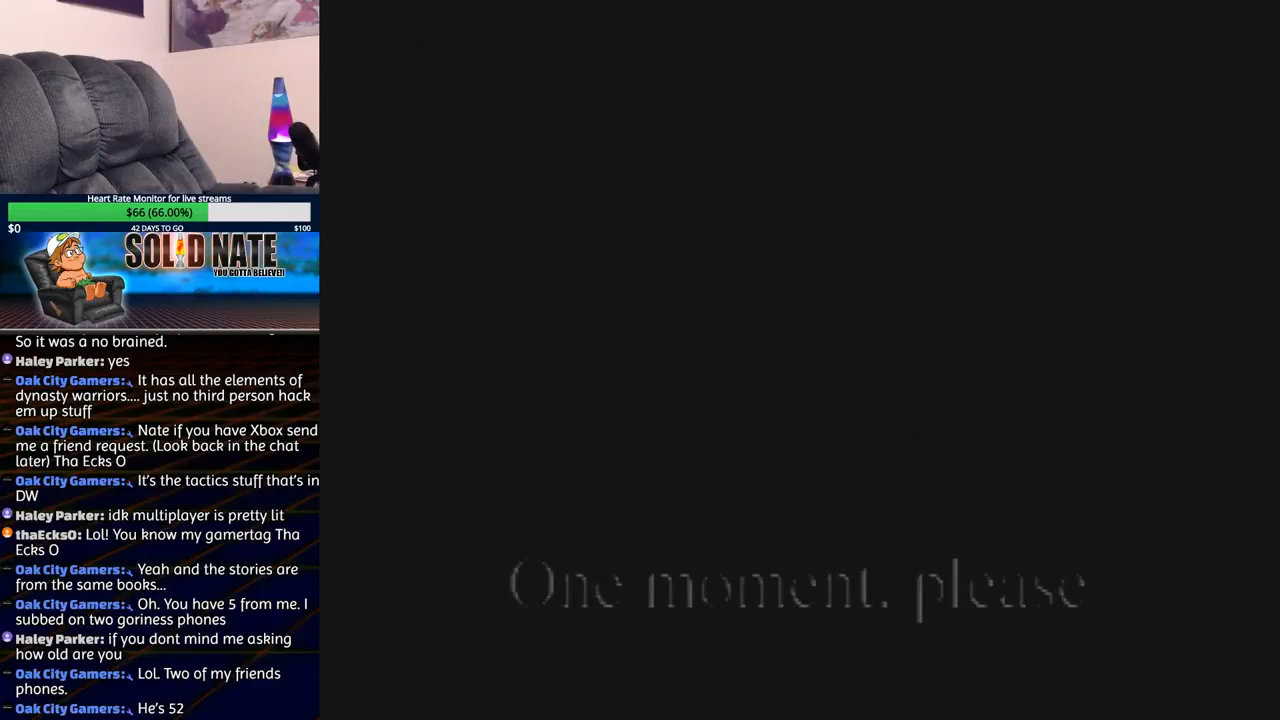 Heart Rate Monitor for live streams
$66 (66.00%)
$0 42 DAYS TO GO $100
SOLID NATE
YOU GOTTA BELIEVE!!
So it was a no brained.
Haley Parker: yes
Oak City Gamers: It has all the elements of
dynasty warriors.... just no third person hack
em up stuff
Oak City Gamers: Nate if you have Xbox send
me a friend request. (Look back in the chat
later) Tha Ecks O
Oak City Gamers: It's the tactics stuff that's in
DW
Haley Parker: idk multiplayer is pretty lit
thaEcksO: Lol! You know my gamertag Tha
Ecks O
Oak City Gamers: Yeah and the stories are
from the same books...
Oak City Gamers: Oh. You have 5 from me. I
subbed on two goriness phones
Haley Parker: if you dont mind me asking
how old are you
Oak City Gamers: Lol. Two of my friends
phones.
Oak City Gamers: He's 52
One moment. please